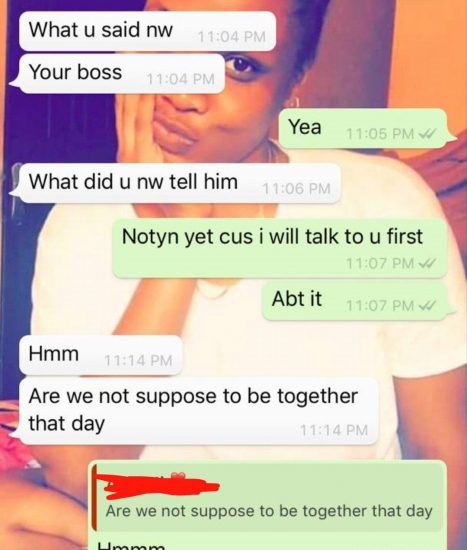 What u said nw 11:04 PM
Your boss 11:04 PM
Yea 11:05 PM
What did u nw tell him 11:06 PM
Notyn yet cus i will talk to u first
11:07 PM
Abt it 11:07 PM
Hmm 11:14 PM
Are we not suppose to be together
that day 11:14 PM
Are we not suppose to be together that day
Hmmmm